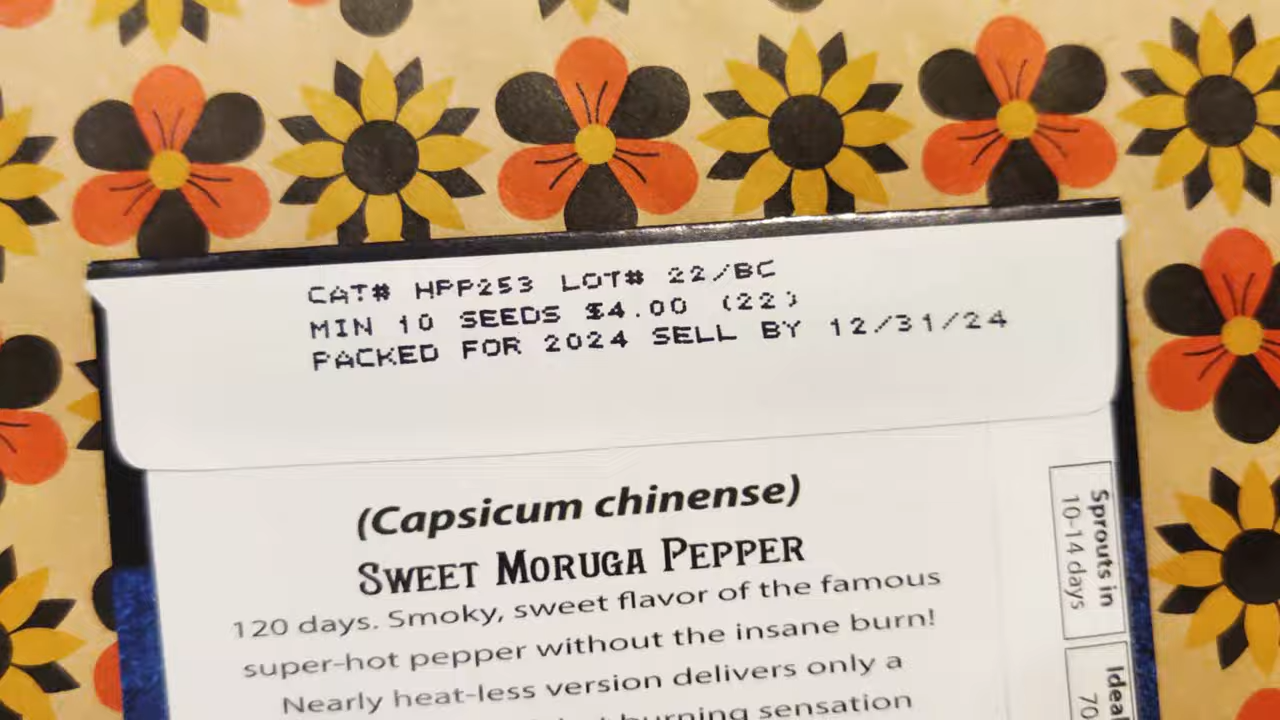 CAT# HPP253 LOT# 22/BC
MIN 10 SEEDS $4.00 (22)
PACKED FOR 2024 SELL BY 12/31/24
(Capsicum chinense)
SWEET MORUGA PEPPER
120 days. Smoky, sweet flavor of the famous
super-hot pepper without the insane burn!
Nearly heat-less version delivers only a
burning sensation
Sprouts in
10-14 days
Ideal
70